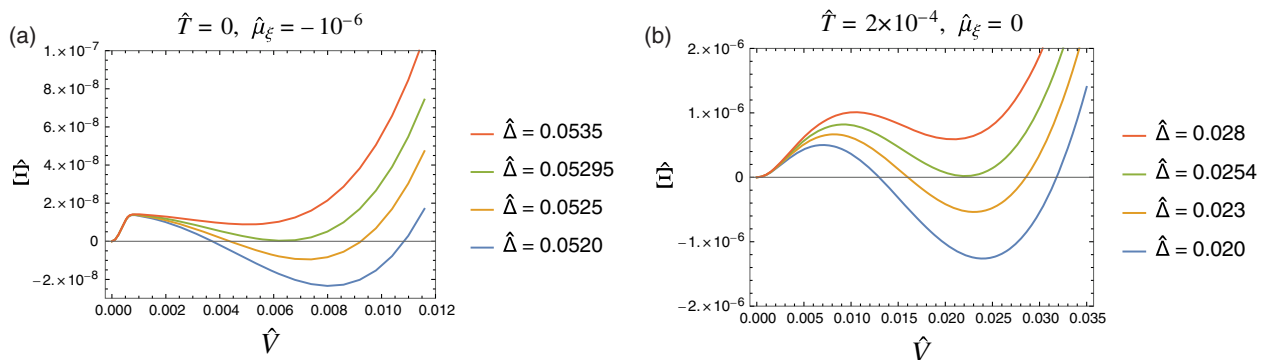 (a)
T̂ = 0, μ̂_ξ = − 10⁻⁶
Ξ̂
1.×10⁻⁷
8.×10⁻⁸
6.×10⁻⁸
4.×10⁻⁸
2.×10⁻⁸
0
−2.×10⁻⁸
0.000 0.002 0.004 0.006 0.008 0.010 0.012
V̂
Δ̂ = 0.0535
Δ̂ = 0.05295
Δ̂ = 0.0525
Δ̂ = 0.0520
(b)
T̂ = 2×10⁻⁴, μ̂_ξ = 0
Ξ̂
2.×10⁻⁶
1.×10⁻⁶
0
−1.×10⁻⁶
−2.×10⁻⁶
0.000 0.005 0.010 0.015 0.020 0.025 0.030 0.035
V̂
Δ̂ = 0.028
Δ̂ = 0.0254
Δ̂ = 0.023
Δ̂ = 0.020